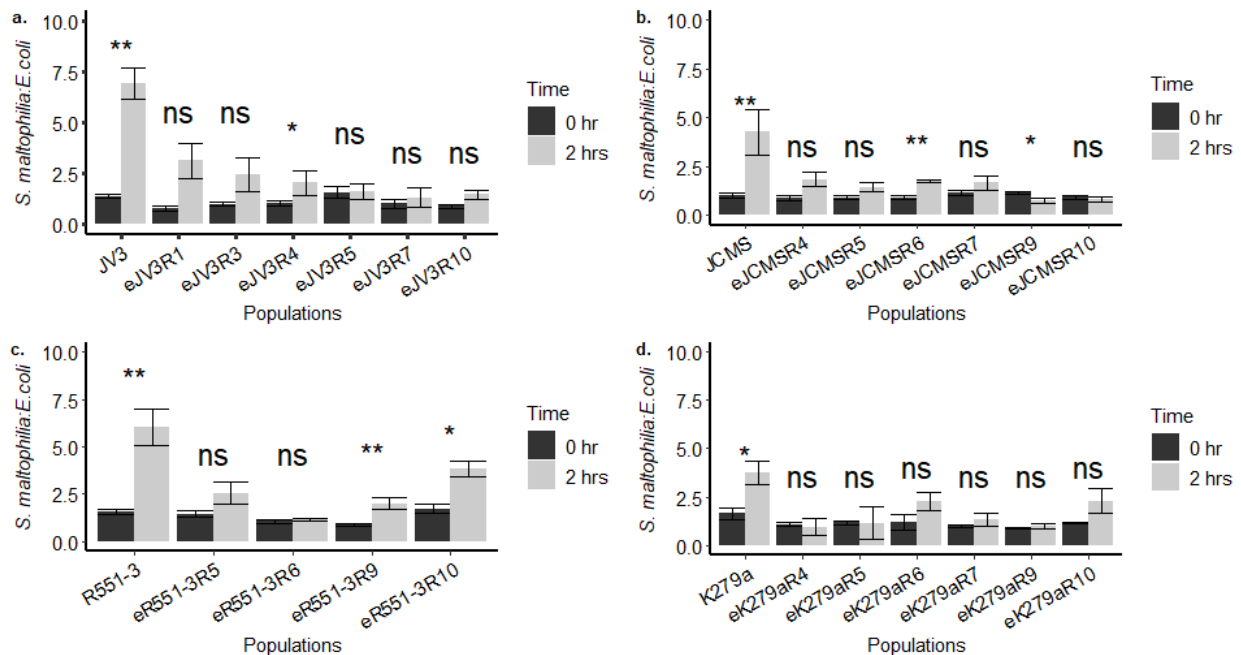 a.
S. maltophilia:E.coli
10.0
7.5
5.0
2.5
0.0
** ns ns * ns ns ns
JV3 eJV3R1 eJV3R3 eJV3R4 eJV3R5 eJV3R7 eJV3R10
Populations
Time
0 hr
2 hrs
b.
S. maltophilia:E.coli
10.0
7.5
5.0
2.5
0.0
** ns ns ** ns * ns
JCMS eJCMSR4 eJCMSR5 eJCMSR6 eJCMSR7 eJCMSR9 eJCMSR10
Populations
Time
0 hr
2 hrs
c.
S. maltophilia:E.coli
10.0
7.5
5.0
2.5
0.0
** ns ns ** *
R551-3 eR551-3R5 eR551-3R6 eR551-3R9 eR551-3R10
Populations
Time
0 hr
2 hrs
d.
S. maltophilia:E.coli
10.0
7.5
5.0
2.5
0.0
* ns ns ns ns ns ns
K279a eK279aR4 eK279aR5 eK279aR6 eK279aR7 eK279aR9 eK279aR10
Populations
Time
0 hr
2 hrs